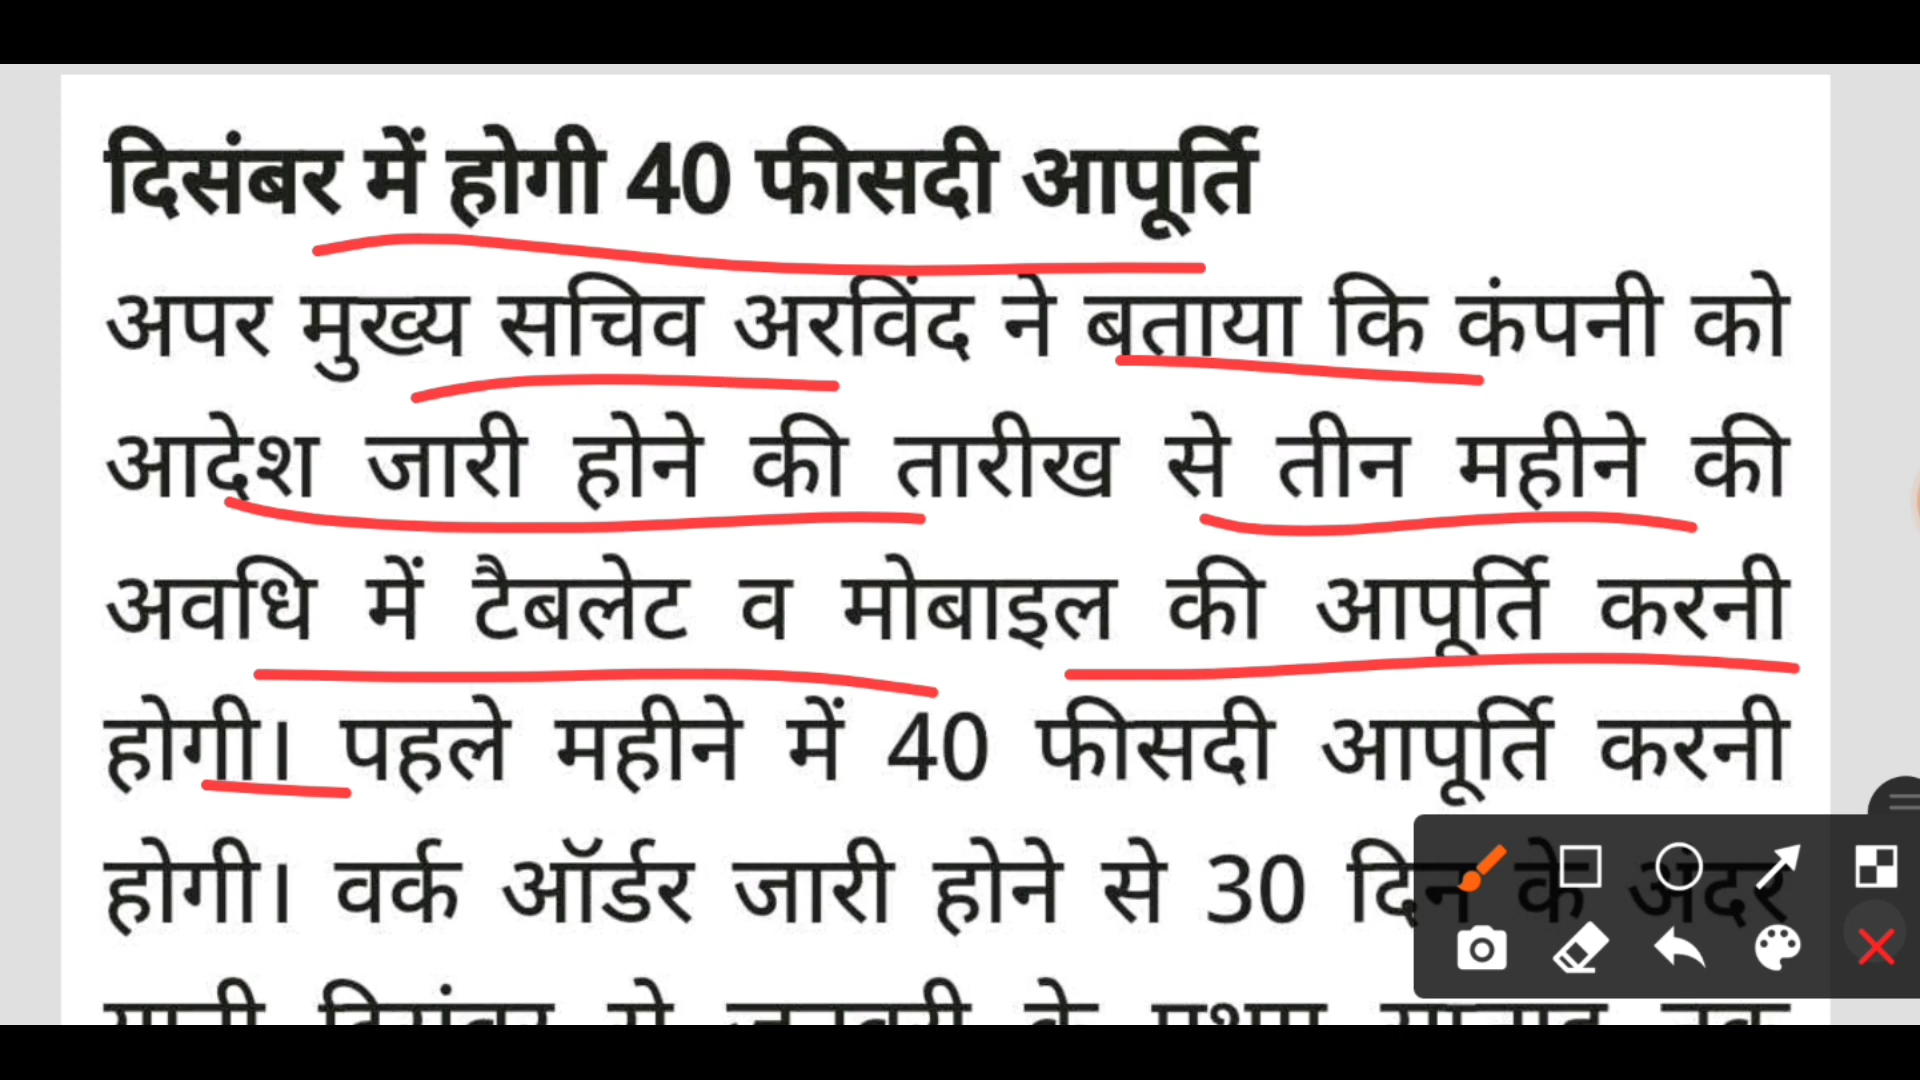 दिसंबर में होगी 40 फीसदी आपूर्ति
अपर मुख्य सचिव अरविंद ने बताया कि कंपनी को
आदेश जारी होने की तारीख से तीन महीने की
अवधि में टैबलेट व मोबाइल की आपूर्ति करनी
होगी। पहले महीने में 40 फीसदी आपूर्ति करनी
होगी। वर्क ऑर्डर जारी होने से 30 दिन के अंदर